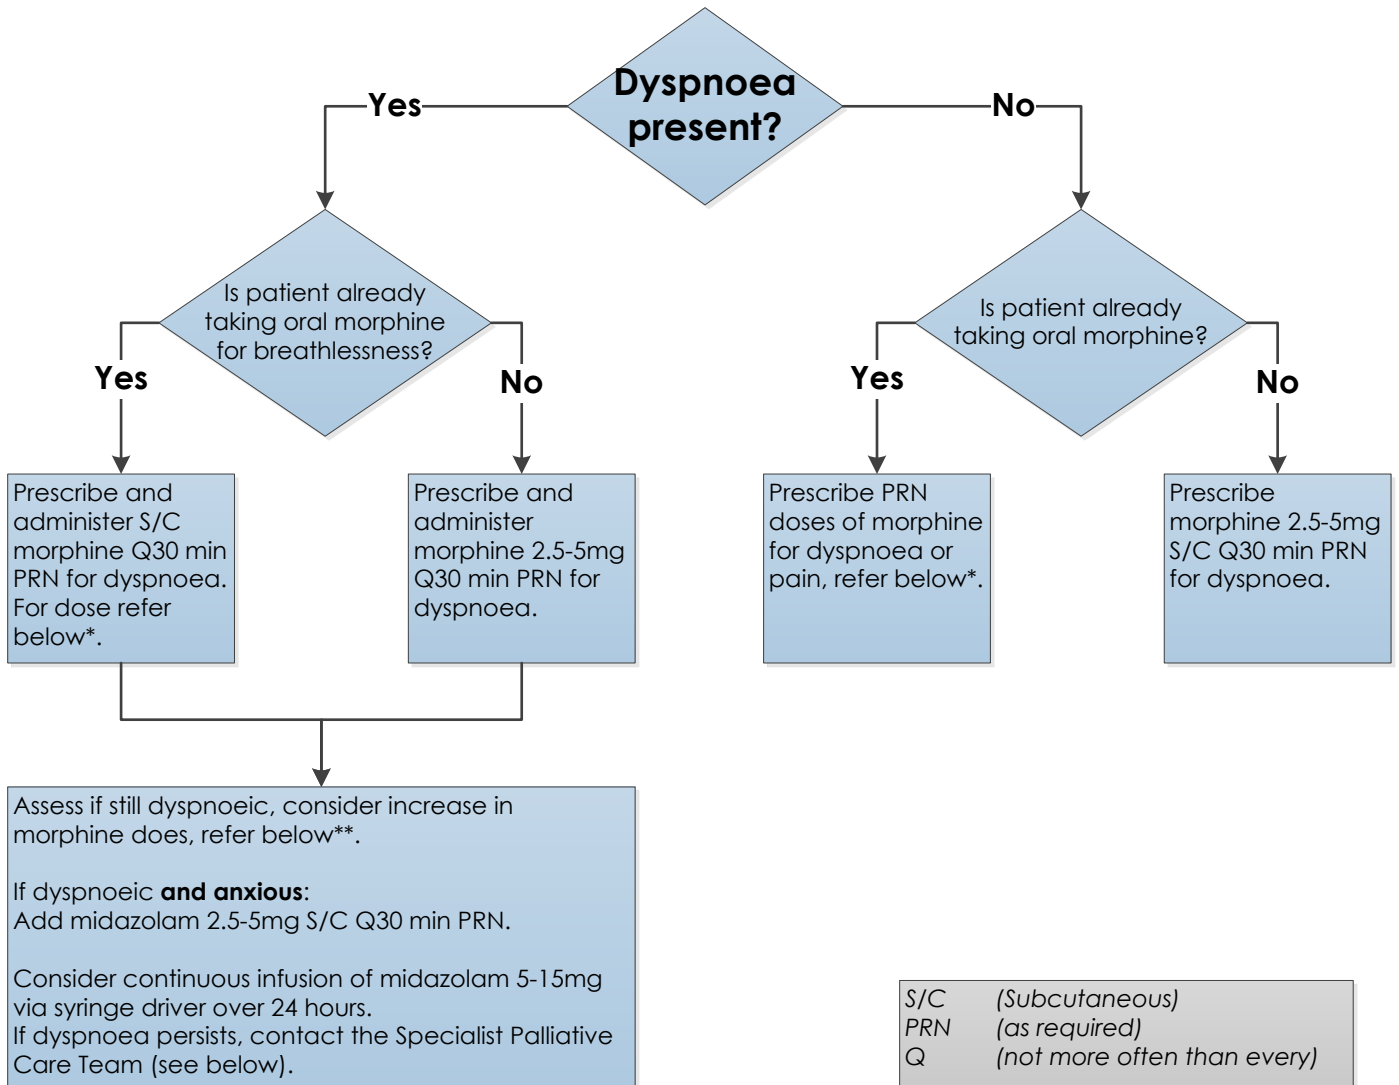 Dyspnoea
present?
Yes
No
Is patient already
taking oral morphine
for breathlessness?
Is patient already
taking oral morphine?
Yes
No
Yes
No
Prescribe and
administer S/C
morphine Q30 min
PRN for dyspnoea.
For dose refer
below*.
Prescribe and
administer
morphine 2.5-5mg
Q30 min PRN for
dyspnoea.
Prescribe PRN
doses of morphine
for dyspnoea or
pain, refer below*.
Prescribe
morphine 2.5-5mg
S/C Q30 min PRN
for dyspnoea.
Assess if still dyspnoeic, consider increase in
morphine does, refer below**.
If dyspnoeic and anxious:
Add midazolam 2.5-5mg S/C Q30 min PRN.
Consider continuous infusion of midazolam 5-15mg
via syringe driver over 24 hours.
If dyspnoea persists, contact the Specialist Palliative
Care Team (see below).
S/C (Subcutaneous)
PRN (as required)
Q (not more often than every)